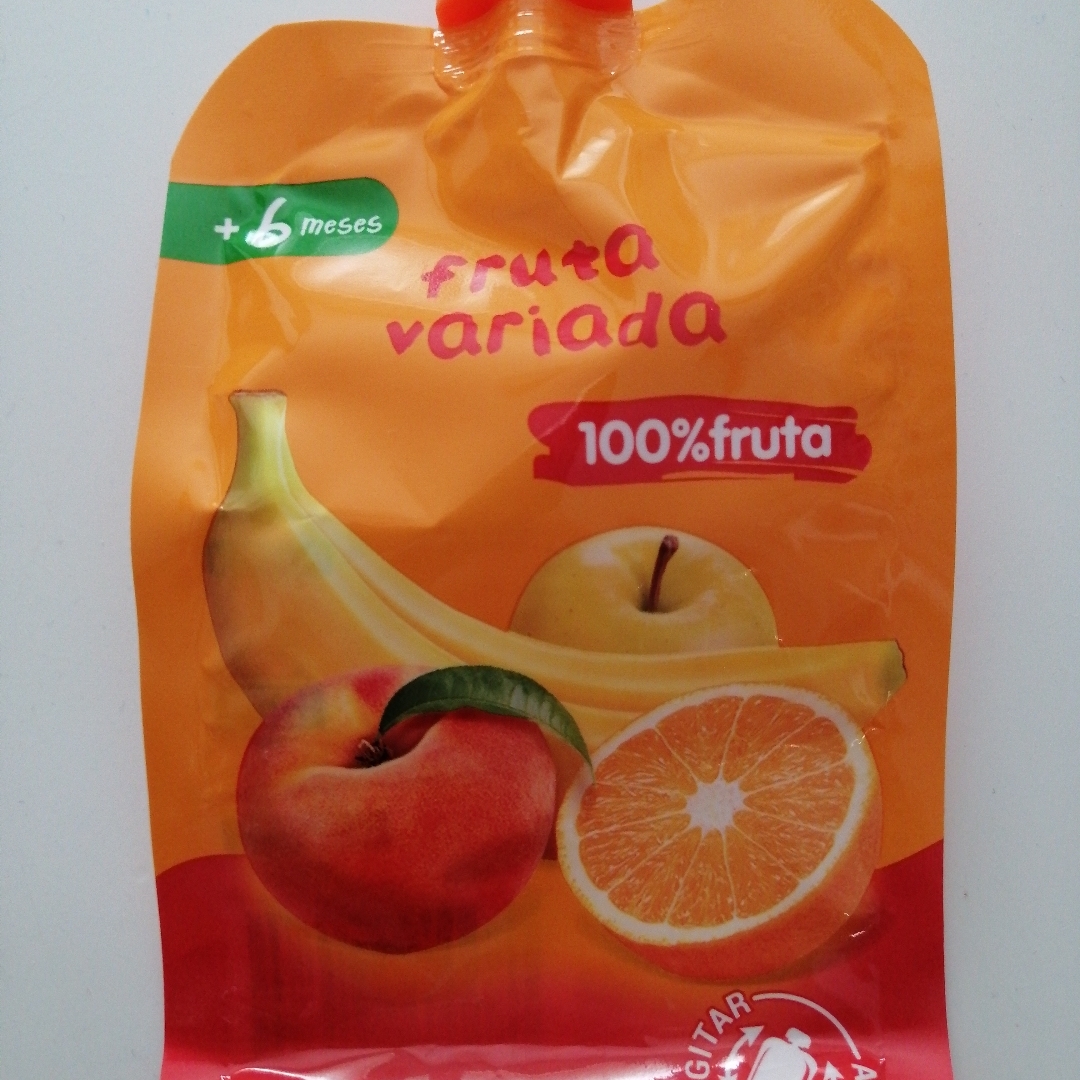 +6 meses
fruta
variada
100%fruta